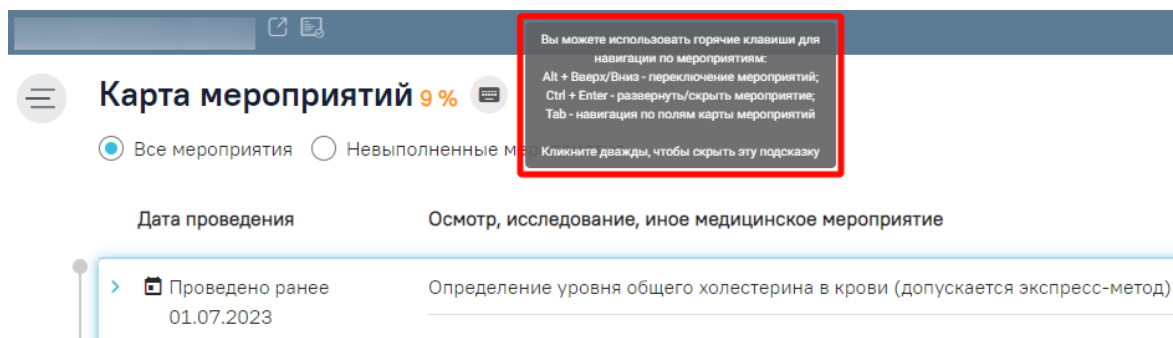 Вы можете использовать горячие клавиши для
навигации по мероприятиям:
Alt + Вверх/Вниз - переключение мероприятий;
Ctrl + Enter - развернуть/скрыть мероприятие;
Tab - навигация по полям карты мероприятий
Кликните дважды, чтобы скрыть эту подсказку
Карта мероприятий 9 %
Все мероприятия Невыполненные
Дата проведения Осмотр, исследование, иное медицинское мероприятие
Проведено ранее Определение уровня общего холестерина в крови (допускается экспресс-метод)
01.07.2023